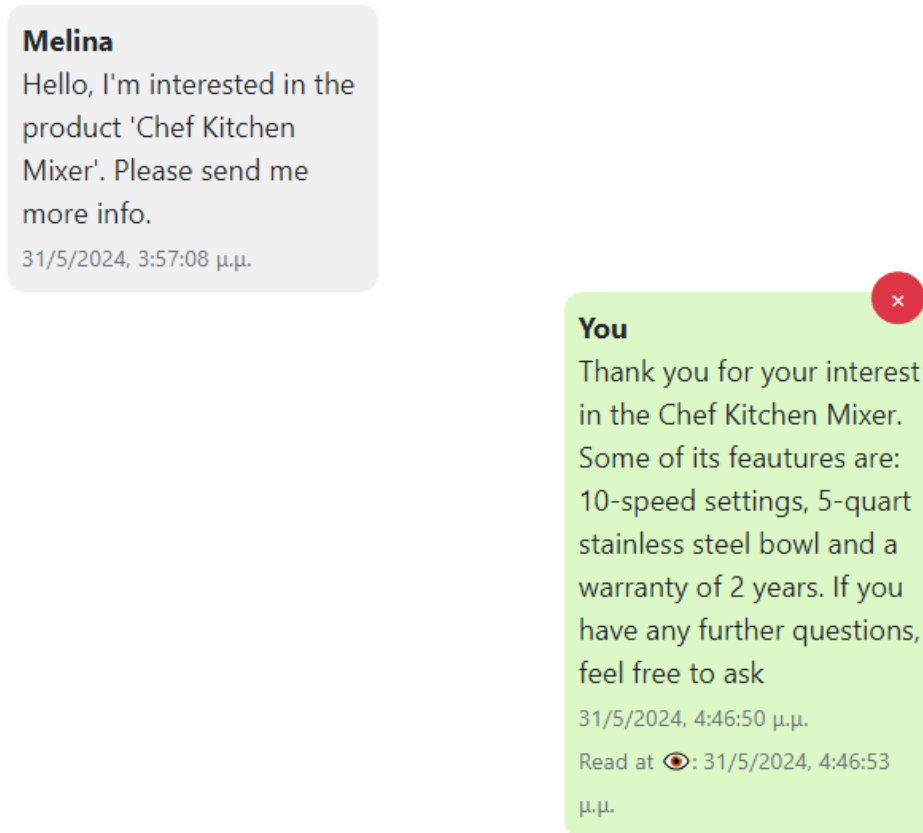 Melina
Hello, I'm interested in the
product 'Chef Kitchen
Mixer'. Please send me
more info.
31/5/2024, 3:57:08 μ.μ.
×
You
Thank you for your interest
in the Chef Kitchen Mixer.
Some of its feautures are:
10-speed settings, 5-quart
stainless steel bowl and a
warranty of 2 years. If you
have any further questions,
feel free to ask
31/5/2024, 4:46:50 μ.μ.
Read at 👁: 31/5/2024, 4:46:53
μ.μ.